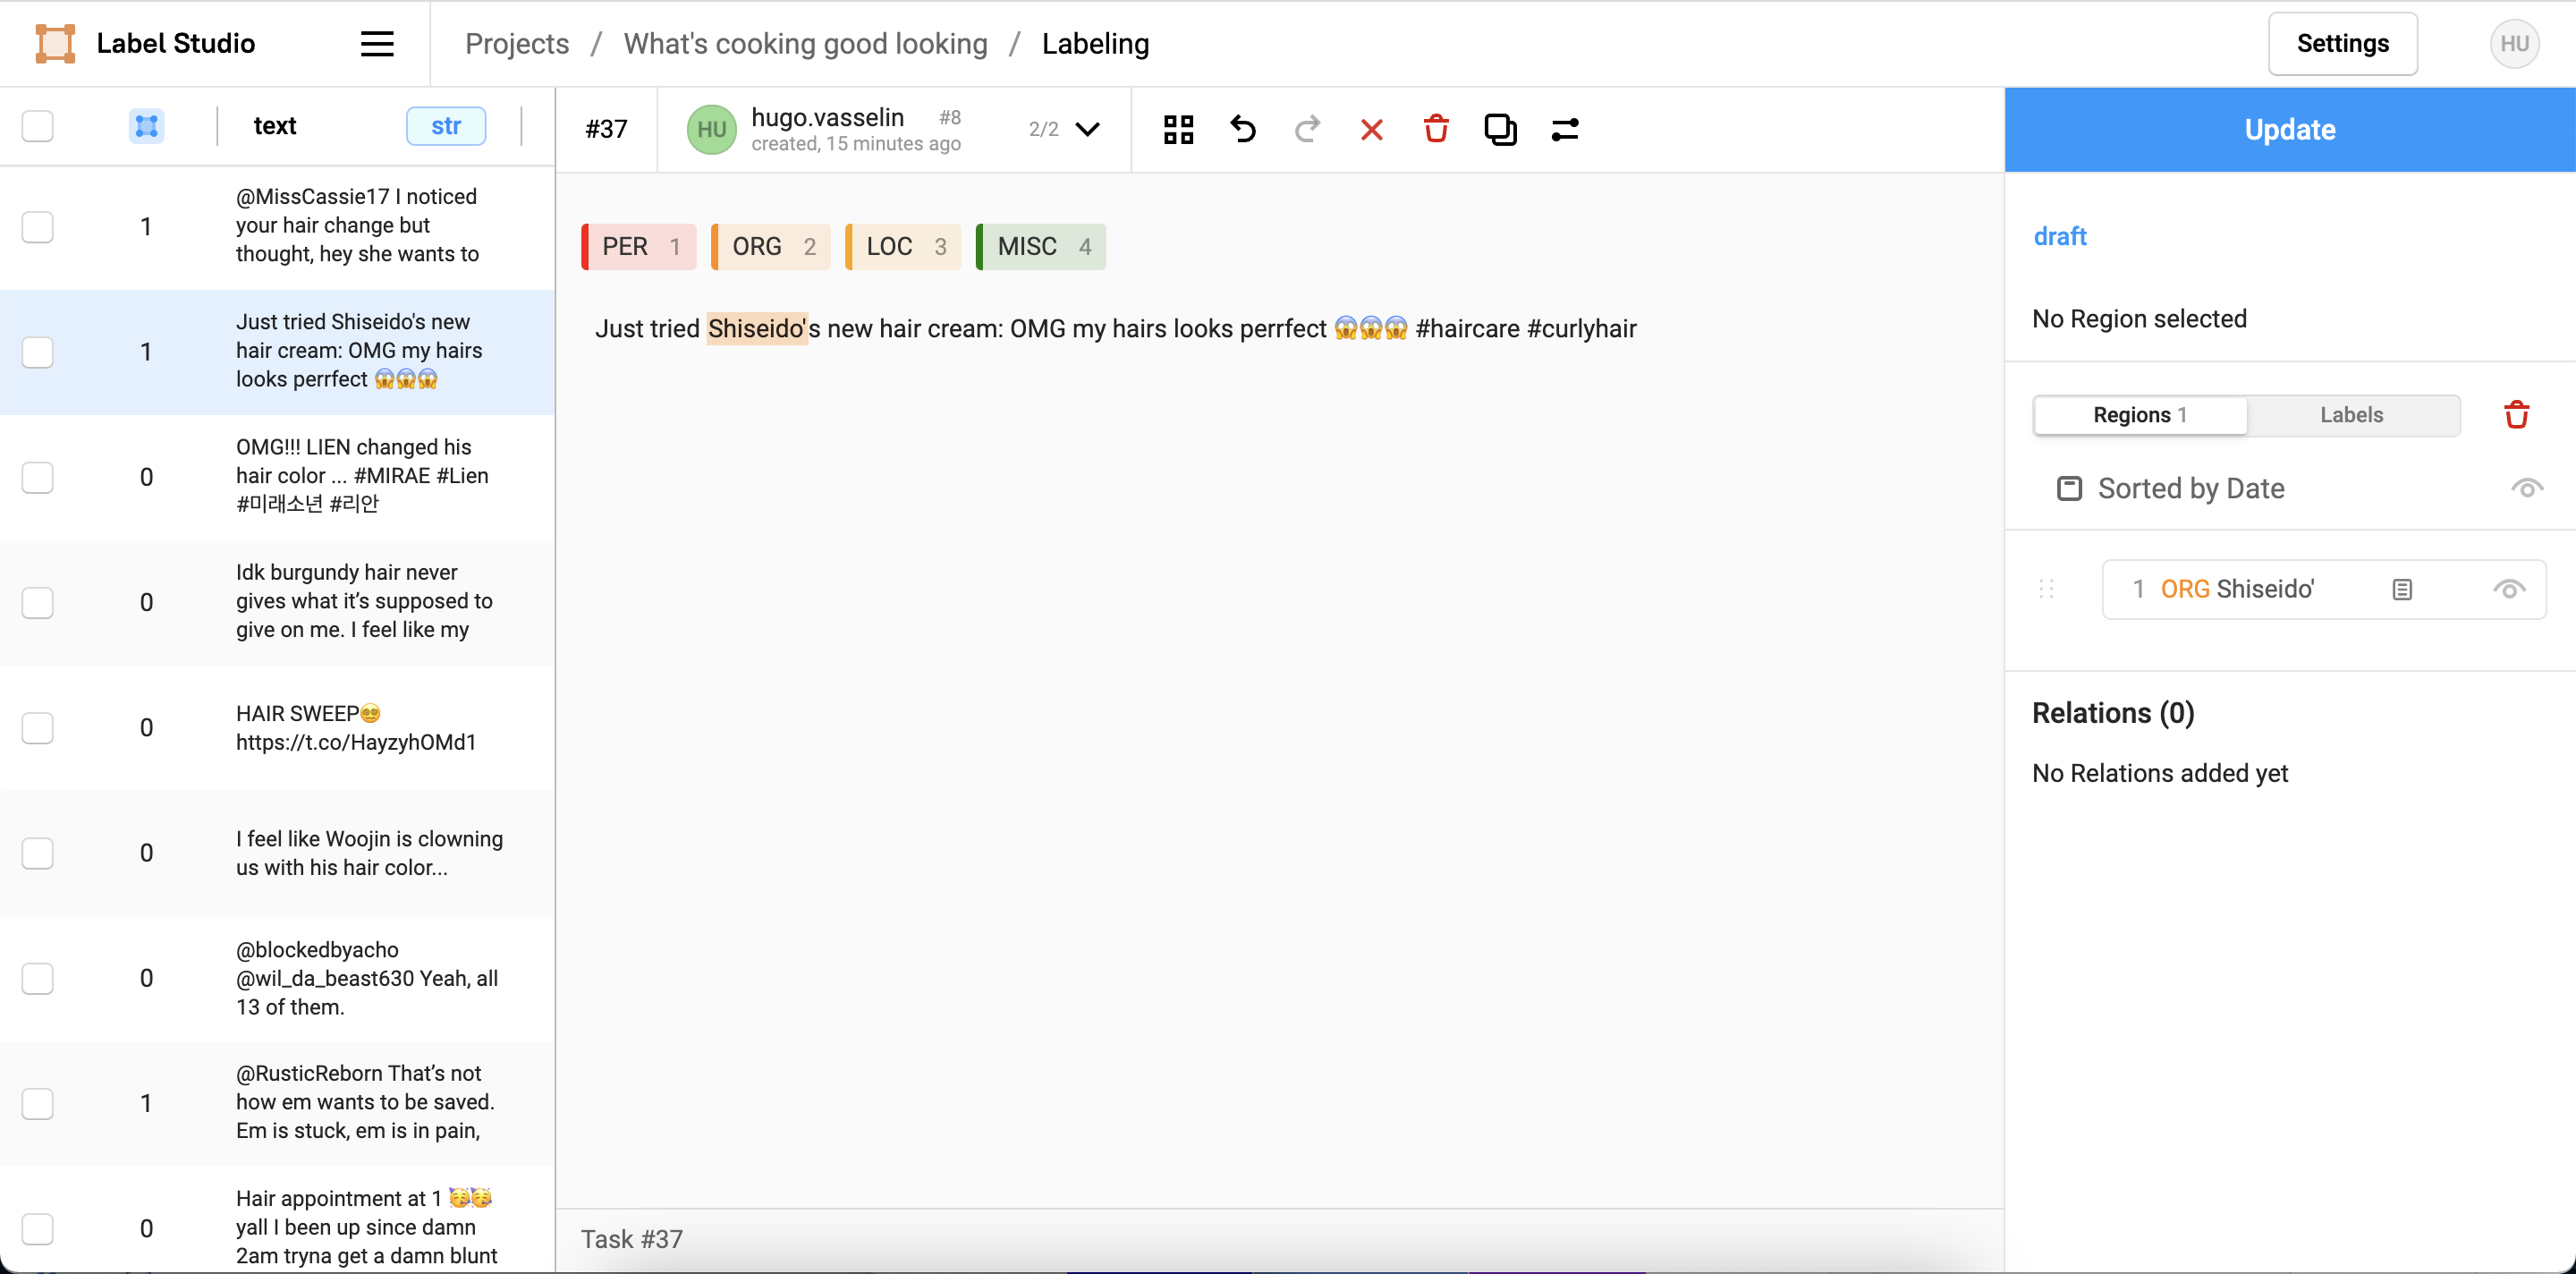 Label Studio
Projects / What's cooking good looking / Labeling
Settings
HU
text
str
1
@MissCassie17 I noticed
your hair change but
thought, hey she wants to
1
Just tried Shiseido's new
hair cream: OMG my hairs
looks perrfect 😱😱😱
0
OMG!!! LIEN changed his
hair color ... #MIRAE #Lien
#미래소년 #리안
0
Idk burgundy hair never
gives what it’s supposed to
give on me. I feel like my
0
HAIR SWEEP😵‍💫
https://t.co/HayzyhOMd1
0
I feel like Woojin is clowning
us with his hair color...
0
@blockedbyacho
@wil_da_beast630 Yeah, all
13 of them.
1
@RusticReborn That’s not
how em wants to be saved.
Em is stuck, em is in pain,
0
Hair appointment at 1 🥳🥳
yall I been up since damn
2am tryna get a damn blunt
#37
HU
hugo.vasselin #8
created, 15 minutes ago
2/2
PER 1
ORG 2
LOC 3
MISC 4
Just tried Shiseido's new hair cream: OMG my hairs looks perrfect 😱😱😱 #haircare #curlyhair
Task #37
Update
draft
No Region selected
Regions 1
Labels
Sorted by Date
1 ORG Shiseido'
Relations (0)
No Relations added yet